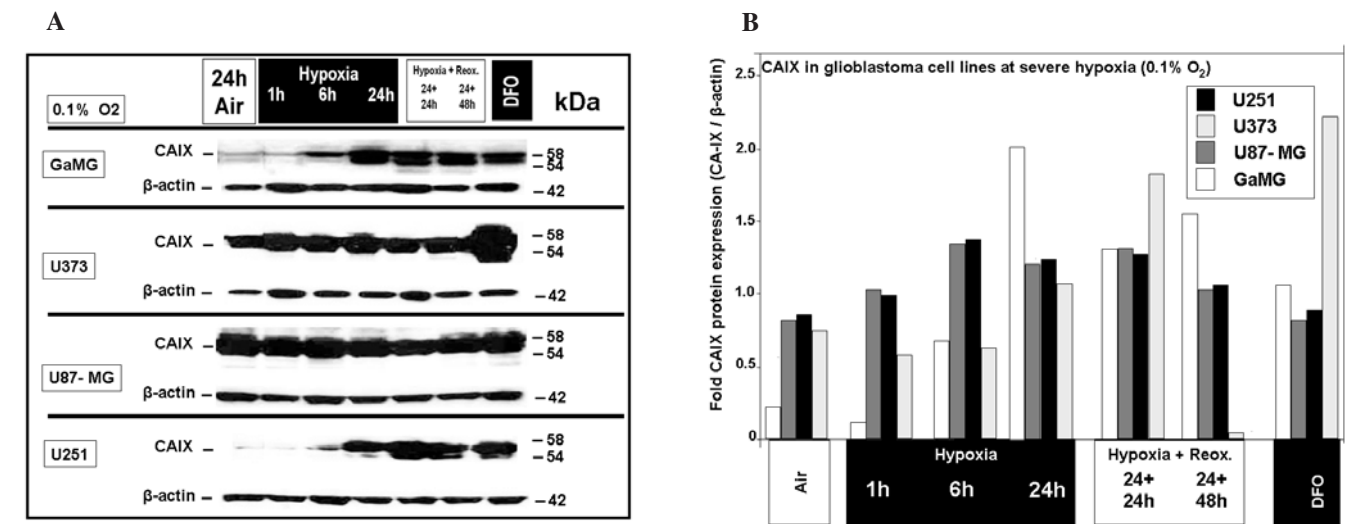 A
24h
Air
Hypoxia
1h 6h 24h
Hypoxia + Reox.
24+ 24+
24h 48h
DFO
kDa
0.1% O2
GaMG
CAIX – – 58
– 54
β-actin – – 42
U373
CAIX – – 58
– 54
β-actin – – 42
U87- MG
CAIX – – 58
– 54
β-actin – – 42
U251
CAIX – – 58
– 54
β-actin – – 42
B
CAIX in glioblastoma cell lines at severe hypoxia (0.1% O₂)
Fold CAIX protein expression (CA-IX / β-actin)
2.5
2.0
1.5
1.0
0.5
0
U251
U373
U87- MG
GaMG
Air
Hypoxia
1h 6h 24h
Hypoxia + Reox.
24+ 24+
24h 48h
DFO